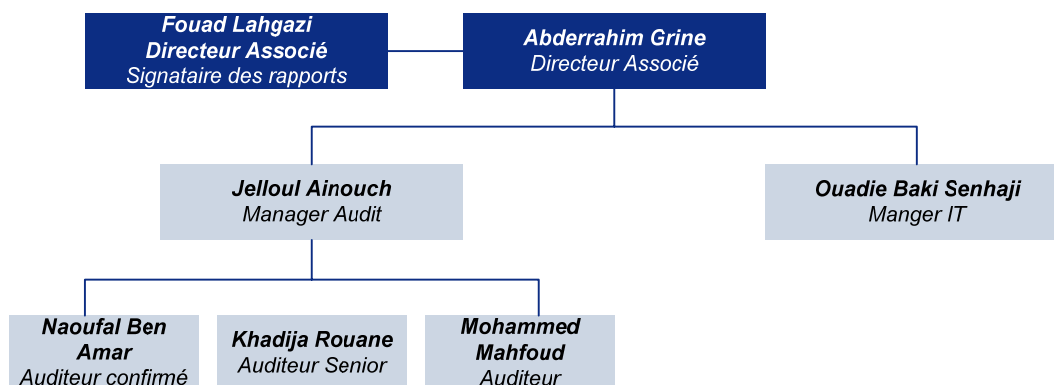 Fouad Lahgazi
Directeur Associé
Signataire des rapports
Abderrahim Grine
Directeur Associé
Jelloul Ainouch
Manager Audit
Ouadie Baki Senhaji
Manger IT
Naoufal Ben
Amar
Auditeur confirmé
Khadija Rouane
Auditeur Senior
Mohammed
Mahfoud
Auditeur